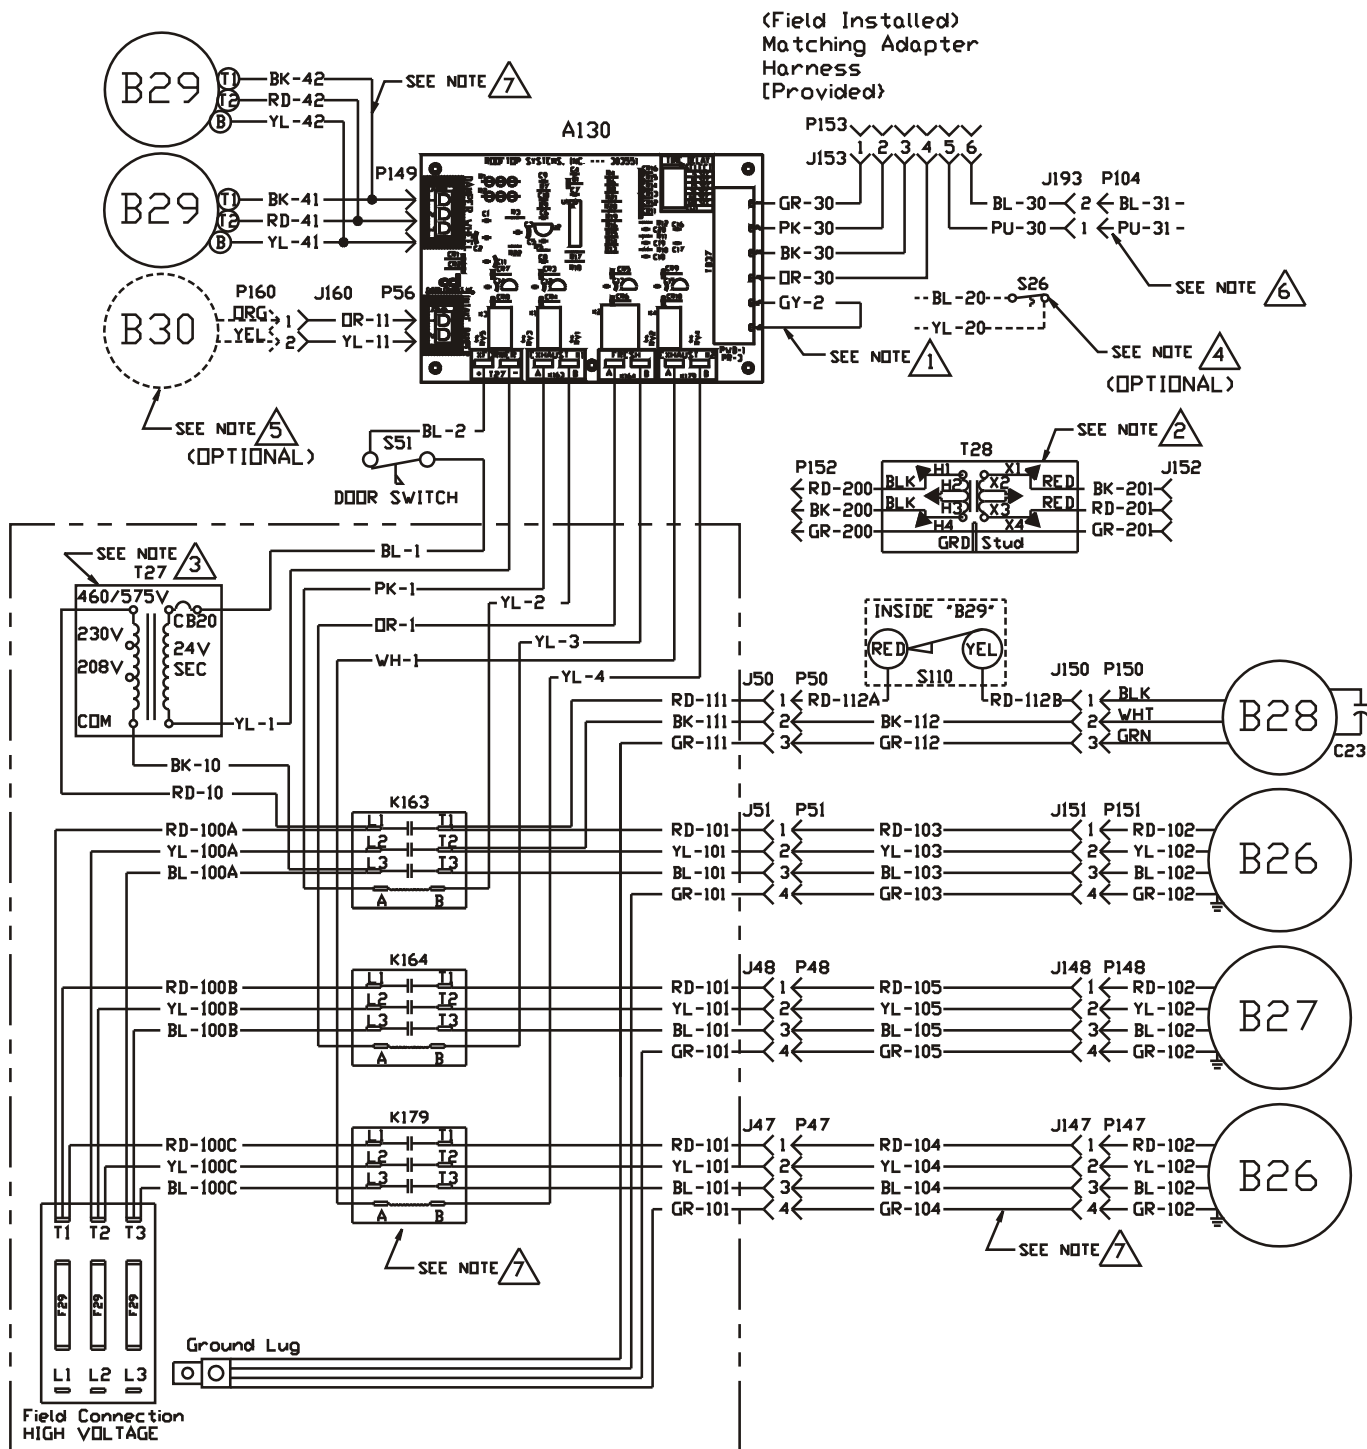 (Field Installed)
Matching Adapter
Harness
[Provided}
B29
T1
BK-42
T2
RD-42
B
YL-42
SEE NOTE 7
A130
P153
J153
1 2 3 4 5 6
B29
T1
BK-41
T2
RD-41
B
YL-41
P149
ROOFTOP SYSTEMS, INC.
TIME DELAY
GR-30
PK-30
BK-30
OR-30
GY-2
J193 P104
BL-30 2 BL-31
PU-30 1 PU-31
SEE NOTE 6
S26
BL-20
YL-20
SEE NOTE 1
SEE NOTE 4
(OPTIONAL)
B30
P160 J160 P56
ORG 1 OR-11
YEL 2 YL-11
TB27
EXHAUST
FRESH
EXHAUST
T27
A K163 B
A B
A B
SEE NOTE 5
(OPTIONAL)
BL-2
S51
DOOR SWITCH
SEE NOTE 2
T28
P152
J152
RD-200 BLK H1 X1 RED BK-201
H2 X2
BK-200 BLK H3 X3 RED RD-201
GR-200 H4 X4 GR-201
GRD Stud
SEE NOTE 3
T27
460/575V
230V
208V
COM
CB20
24V
SEC
BL-1
PK-1
YL-2
OR-1
YL-3
WH-1
YL-4
YL-1
BK-10
RD-10
INSIDE "B29"
RED
YEL
S110
J50 P50
J150 P150
RD-111 1 RD-112A RD-112B 1 BLK
BK-111 2 BK-112 2 WHT
GR-111 3 GR-112 3 GRN
B28
C23
K163
RD-100A L1 T1
YL-100A L2 T2
BL-100A L3 T3
A B
J51 P51
J151 P151
RD-101 1 RD-103 1 RD-102
YL-101 2 YL-103 2 YL-102
BL-101 3 BL-103 3 BL-102
GR-101 4 GR-103 4 GR-102
B26
K164
RD-100B L1 T1
YL-100B L2 T2
BL-100B L3 T3
A B
J48 P48
J148 P148
RD-101 1 RD-105 1 RD-102
YL-101 2 YL-105 2 YL-102
BL-101 3 BL-105 3 BL-102
GR-101 4 GR-105 4 GR-102
B27
K179
RD-100C L1 T1
YL-100C L2 T2
BL-100C L3 T3
A B
J47 P47
J147 P147
RD-101 1 RD-104 1 RD-102
YL-101 2 YL-104 2 YL-102
BL-101 3 BL-104 3 BL-102
GR-101 4 GR-104 4 GR-102
B26
SEE NOTE 7
SEE NOTE 7
T1 T2 T3
F29 F29 F29
L1 L2 L3
Ground Lug
Field Connection
HIGH VOLTAGE